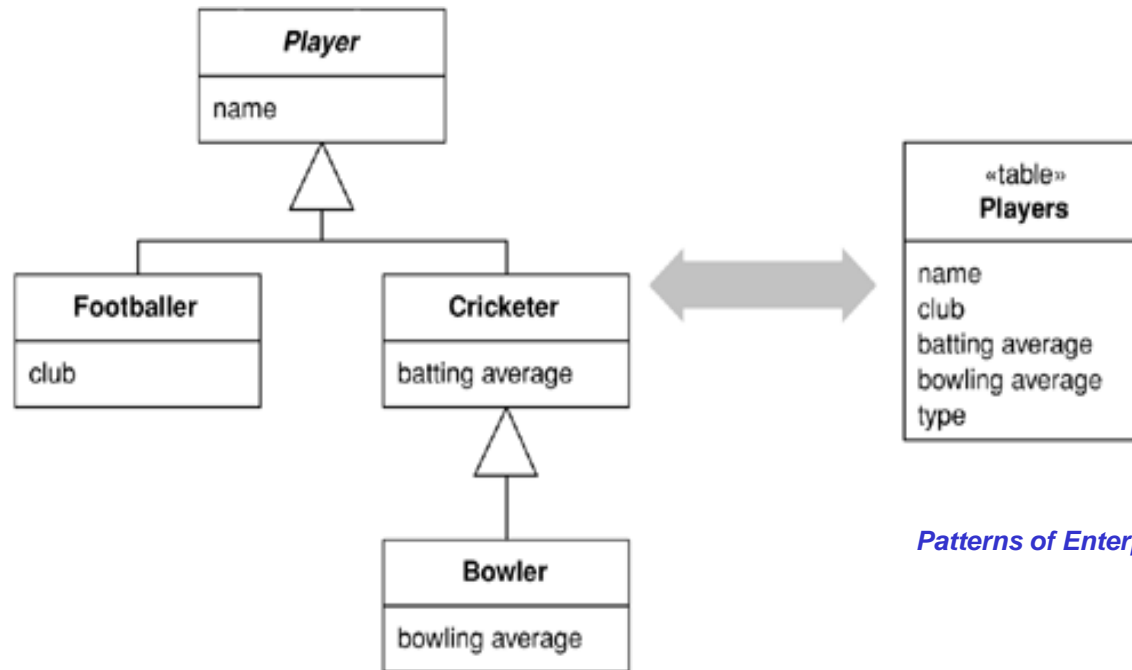 Player
name
Footballer
club
Cricketer
batting average
Bowler
bowling average
«table»
Players
name
club
batting average
bowling average
type
Patterns of